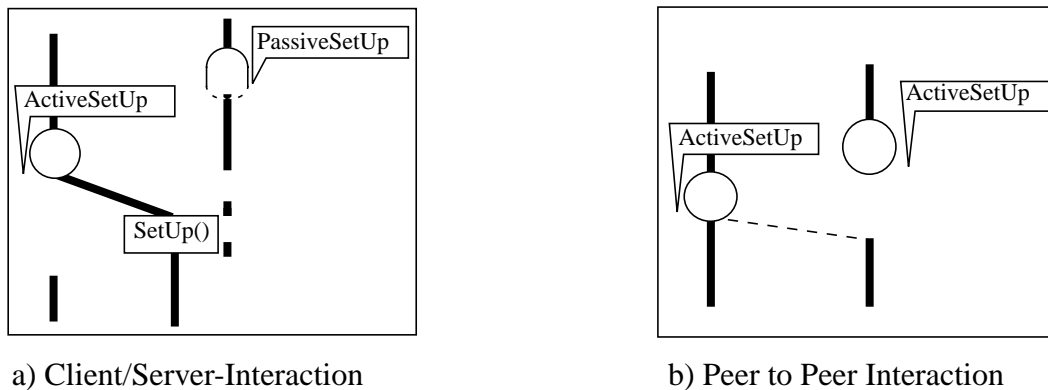 PassiveSetUp
ActiveSetUp
SetUp()
a) Client/Server-Interaction
ActiveSetUp
ActiveSetUp
b) Peer to Peer Interaction